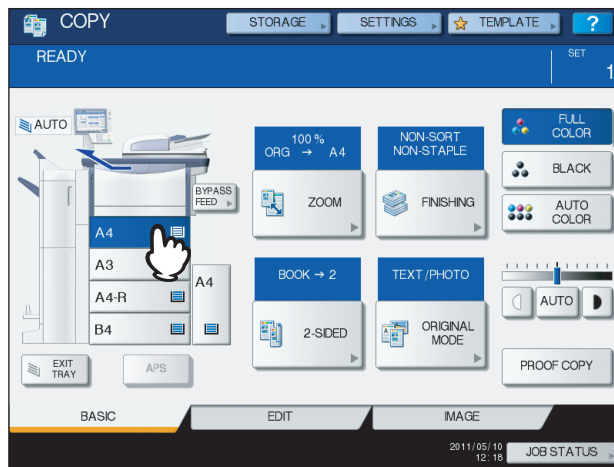 COPY
STORAGE
SETTINGS
TEMPLATE
?
READY
SET
1
AUTO
100 %
ORG → A4
NON-SORT
NON-STAPLE
FULL
COLOR
BLACK
BYPASS
FEED
ZOOM
FINISHING
AUTO
COLOR
A4
A3
A4-R
B4
A4
BOOK → 2
TEXT/PHOTO
2-SIDED
ORIGINAL
MODE
AUTO
EXIT
TRAY
APS
PROOF COPY
BASIC
EDIT
IMAGE
2011/05/10
12:18
JOB STATUS